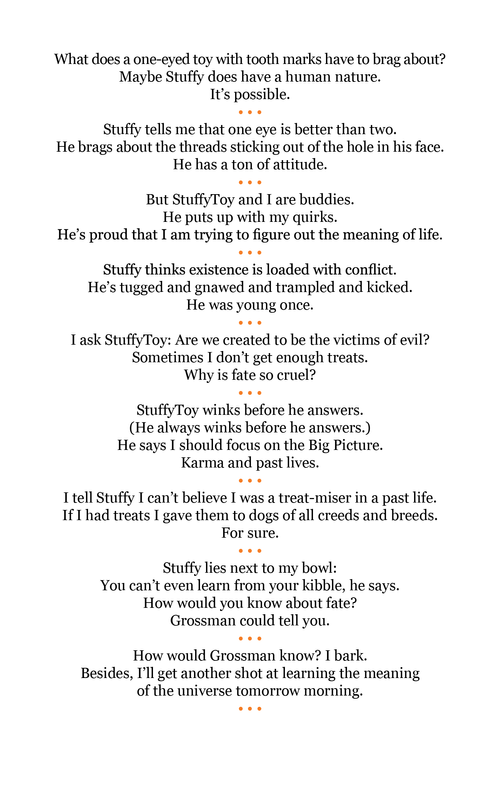 What does a one-eyed toy with tooth marks have to brag about?
Maybe Stuffy does have a human nature.
It’s possible.
• • •
Stuffy tells me that one eye is better than two.
He brags about the threads sticking out of the hole in his face.
He has a ton of attitude.
• • •
But StuffyToy and I are buddies.
He puts up with my quirks.
He’s proud that I am trying to figure out the meaning of life.
• • •
Stuffy thinks existence is loaded with conflict.
He’s tugged and gnawed and trampled and kicked.
He was young once.
• • •
I ask StuffyToy: Are we created to be the victims of evil?
Sometimes I don’t get enough treats.
Why is fate so cruel?
• • •
StuffyToy winks before he answers.
(He always winks before he answers.)
He says I should focus on the Big Picture.
Karma and past lives.
• • •
I tell Stuffy I can’t believe I was a treat-miser in a past life.
If I had treats I gave them to dogs of all creeds and breeds.
For sure.
• • •
Stuffy lies next to my bowl:
You can’t even learn from your kibble, he says.
How would you know about fate?
Grossman could tell you.
• • •
How would Grossman know? I bark.
Besides, I’ll get another shot at learning the meaning
of the universe tomorrow morning.
• • •